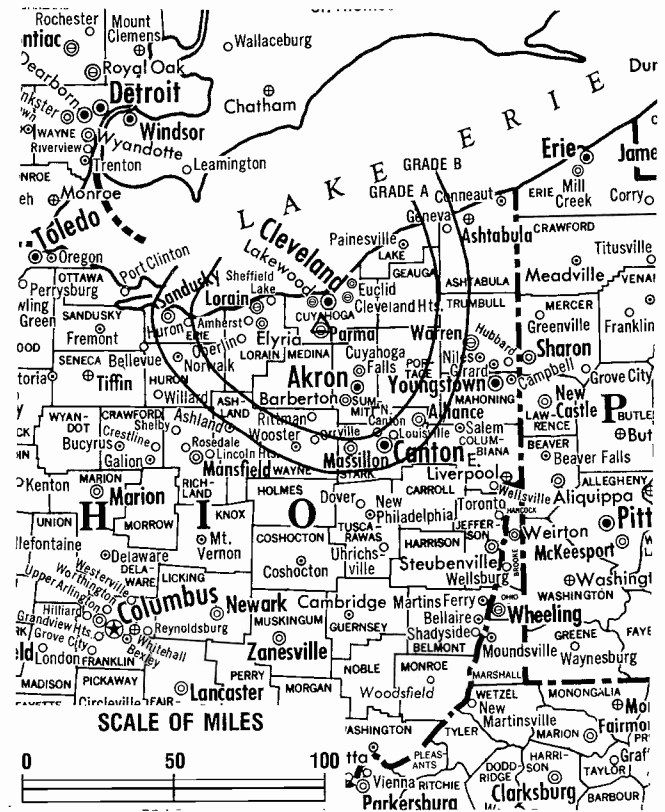 Rochester
Mount Clemens
Wallaceburg
Royal Oak
Dearborn
Detroit
Chatham
WAYNE
Wyandotte
Windsor
Riverview
Trenton
Leamington
Monroe
LAKE ERIE
GRADE B
GRADE A
Conneaut
Geneva
Ashtabula
Erie
ERIE
Mill Creek
Corry
CRAWFORD
Titusville
Meadville
Toledo
Oregon
Perrysburg
OTTAWA
Port Clinton
Painesville
LAKE
GEAUGA
ASHTABULA
Cleveland
Lakewood
Sheffield Lake
Euclid
Cleveland Hts.
TRUMBULL
MERCER
Greenville
Franklin
Sandusky
SANDUSKY
Fremont
Huron
ERIE
Lorain
Amherst
Oberlin
Elyria
CUYAHOGA
Parma
Warren
Hubbard
Sharon
SENECA
Tiffin
Bellevue
Norwalk
LORAIN
MEDINA
Cuyahoga Falls
PORTAGE
Niles
Girard
Campbell
Grove City
HURON
Willard
ASHLAND
Akron
Barberton
SUMMIT
Youngstown
MAHONING
New Castle
LAWRENCE
WYANDOT
CRAWFORD
Bucyrus
Crestline
Shelby
Galion
Ashland
Rittman
Wooster
Orrville
N. Canton
Louisville
Alliance
Salem
COLUMBIANA
BEAVER
Beaver Falls
Rosedale
Lincoln Hts.
Mansfield
WAYNE
Massillon
Canton
STARK
E. Liverpool
Wellsville
Aliquippa
ALLEGHENY
Kenton
MARION
Marion
RICHLAND
HOLMES
CARROLL
Toronto
HANCOCK
OHIO
UNION
MORROW
KNOX
Mt. Vernon
Dover
New Philadelphia
TUSCARAWAS
Uhrichsville
HARRISON
JEFFERSON
Weirton
McKeesport
Delaware
DELAWARE
LICKING
COSHOCTON
Coshocton
Steubenville
Wellsburg
BROOKE
WASHINGTON
Westerville
Worthington
Upper Arlington
Hilliard
Grandview Hts.
Grove City
Columbus
Reynoldsburg
Whitehall
Bexley
Newark
MUSKINGUM
Zanesville
Cambridge
GUERNSEY
Martins Ferry
Bellaire
Shadyside
BELMONT
OHIO
Wheeling
Moundsville
GREENE
Waynesburg
London
FRANKLIN
MADISON
PICKAWAY
Circleville
Lancaster
PERRY
MORGAN
NOBLE
MONROE
Woodsfield
MARSHALL
WETZEL
New Martinsville
MONONGALIA
MARION
TYLER
PLEASANTS
Vienna
RITCHIE
Parkersburg
DODDRIDGE
HARRISON
Clarksburg
TAYLOR
BARBOUR
SCALE OF MILES
0 50 100